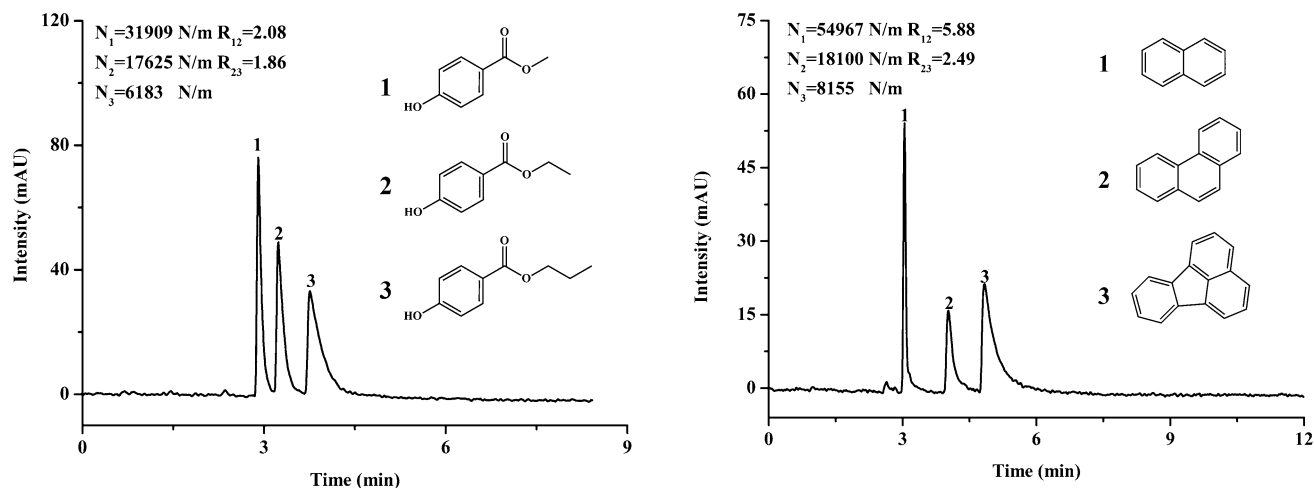 N₁=31909 N/m R₁₂=2.08
N₂=17625 N/m R₂₃=1.86
N₃=6183 N/m
120
80
40
0
Intensity (mAU)
1
2
3
1
O
O
HO
2
O
O
HO
3
O
O
HO
0
3
6
9
Time (min)
N₁=54967 N/m R₁₂=5.88
N₂=18100 N/m R₂₃=2.49
N₃=8155 N/m
75
60
45
30
15
0
Intensity (mAU)
1
2
3
1
2
3
0
3
6
9
12
Time (min)